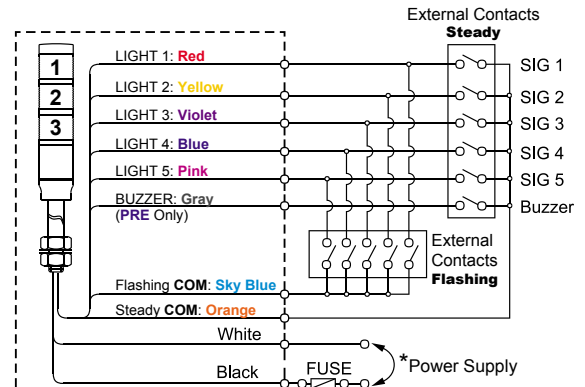 External Contacts
Steady
1
2
3
LIGHT 1: Red
LIGHT 2: Yellow
LIGHT 3: Violet
LIGHT 4: Blue
LIGHT 5: Pink
BUZZER: Gray
(PRE Only)
SIG 1
SIG 2
SIG 3
SIG 4
SIG 5
Buzzer
External
Contacts
Flashing
Flashing COM: Sky Blue
Steady COM: Orange
White
Black
FUSE
*Power Supply